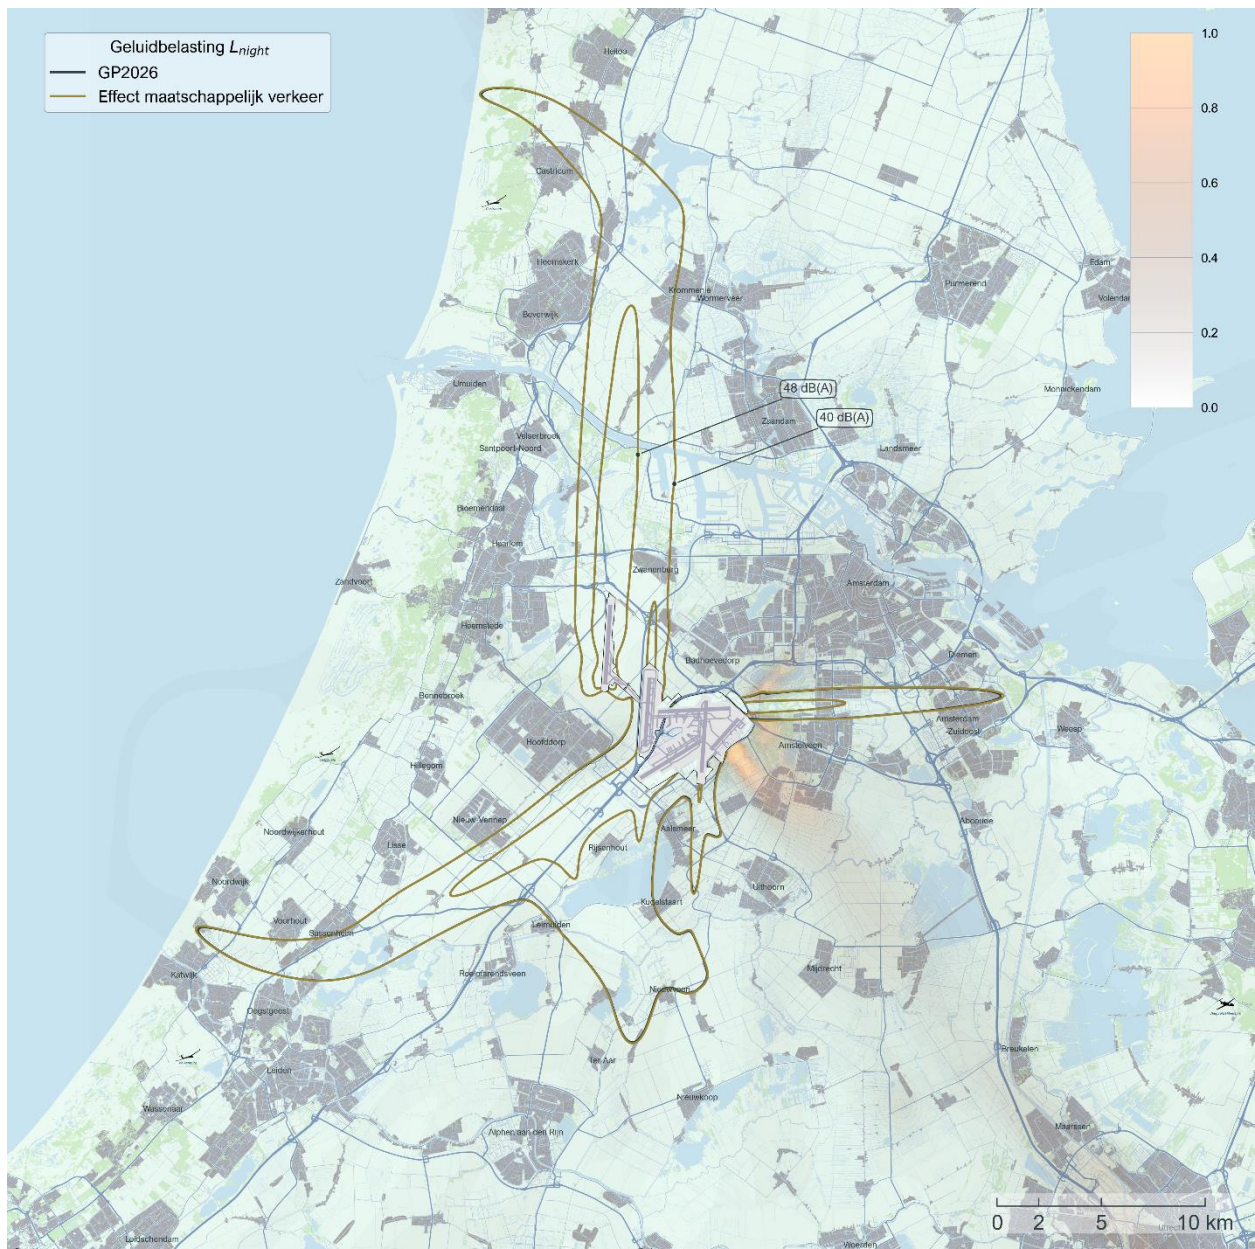 Geluidbelasting Lnight
GP2026
Effect maatschappelijk verkeer
1.0
0.8
0.6
0.4
0.2
0.0
Heiloo
Castricum
Heemskerk
Beverwijk
Krommenie
Wormerveer
Purmerend
Edam
Volendam
IJmuiden
48 dB(A)
40 dB(A)
Monnickendam
Zaandam
Velserbroek
Santpoort-Noord
Landsmeer
Bloemendaal
Haarlem
Zwanenburg
Zandvoort
Amsterdam
Heemstede
Badhoevedorp
Diemen
Bennebroek
Amsterdam
-Zuidoost
Weesp
Hoofddorp
Amstelveen
Hillegom
Nieuw-Vennep
Abcoude
Noordwijkerhout
Aalsmeer
Lisse
Rijsenhout
Noordwijk
Uithoorn
Kudelstaart
Voorhout
Sassenheim
Leimuiden
Katwijk
Roelofarendsveen
Mijdrecht
Nieuwveen
Oegstgeest
Breukelen
Ter Aar
Leiden
Wassenaar
Nieuwkoop
Alphen aan den Rijn
Maarssen
0 2 5 10 km
Utrecht
Leidschendam
Woerden